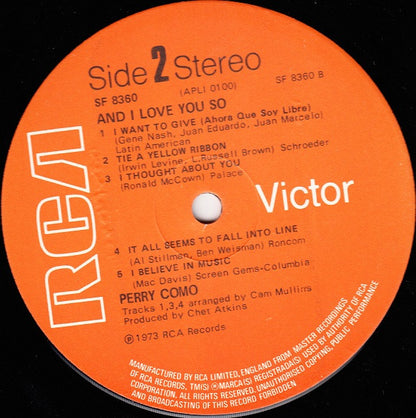 Side 2 Stereo
SF 8360
(APLI 0100)
SF 8360 B
AND I LOVE YOU SO
1 I WANT TO GIVE (Ahora Que Soy Libre)
(Gene Nash, Juan Eduardo, Juan Marcelo)
Latin American
2 TIE A YELLOW RIBBON
(Irwin Levine, L.Russell Brown) Schroeder
3 I THOUGHT ABOUT YOU
(Ronald McCown) Palace
RCA
Victor
4 IT ALL SEEMS TO FALL INTO LINE
(Al Stillman, Ben Weisman) Roncom
5 I BELIEVE IN MUSIC
(Mac Davis) Screen Gems-Columbia
PERRY COMO
Tracks 1,3,4 arranged by Cam Mullins
Produced by Chet Atkins
℗ 1973 RCA Records
MANUFACTURED BY RCA LIMITED, ENGLAND FROM MASTER RECORDINGS
OF RCA RECORDS, TM(S) ® MARCA(S) REGISTRADA(S) USED BY AUTHORITY OF RCA
CORPORATION. ALL RIGHTS RESERVED. UNAUTHORISED COPYING, PUBLIC PERFORMANCE
AND BROADCASTING OF THIS RECORD FORBIDDEN